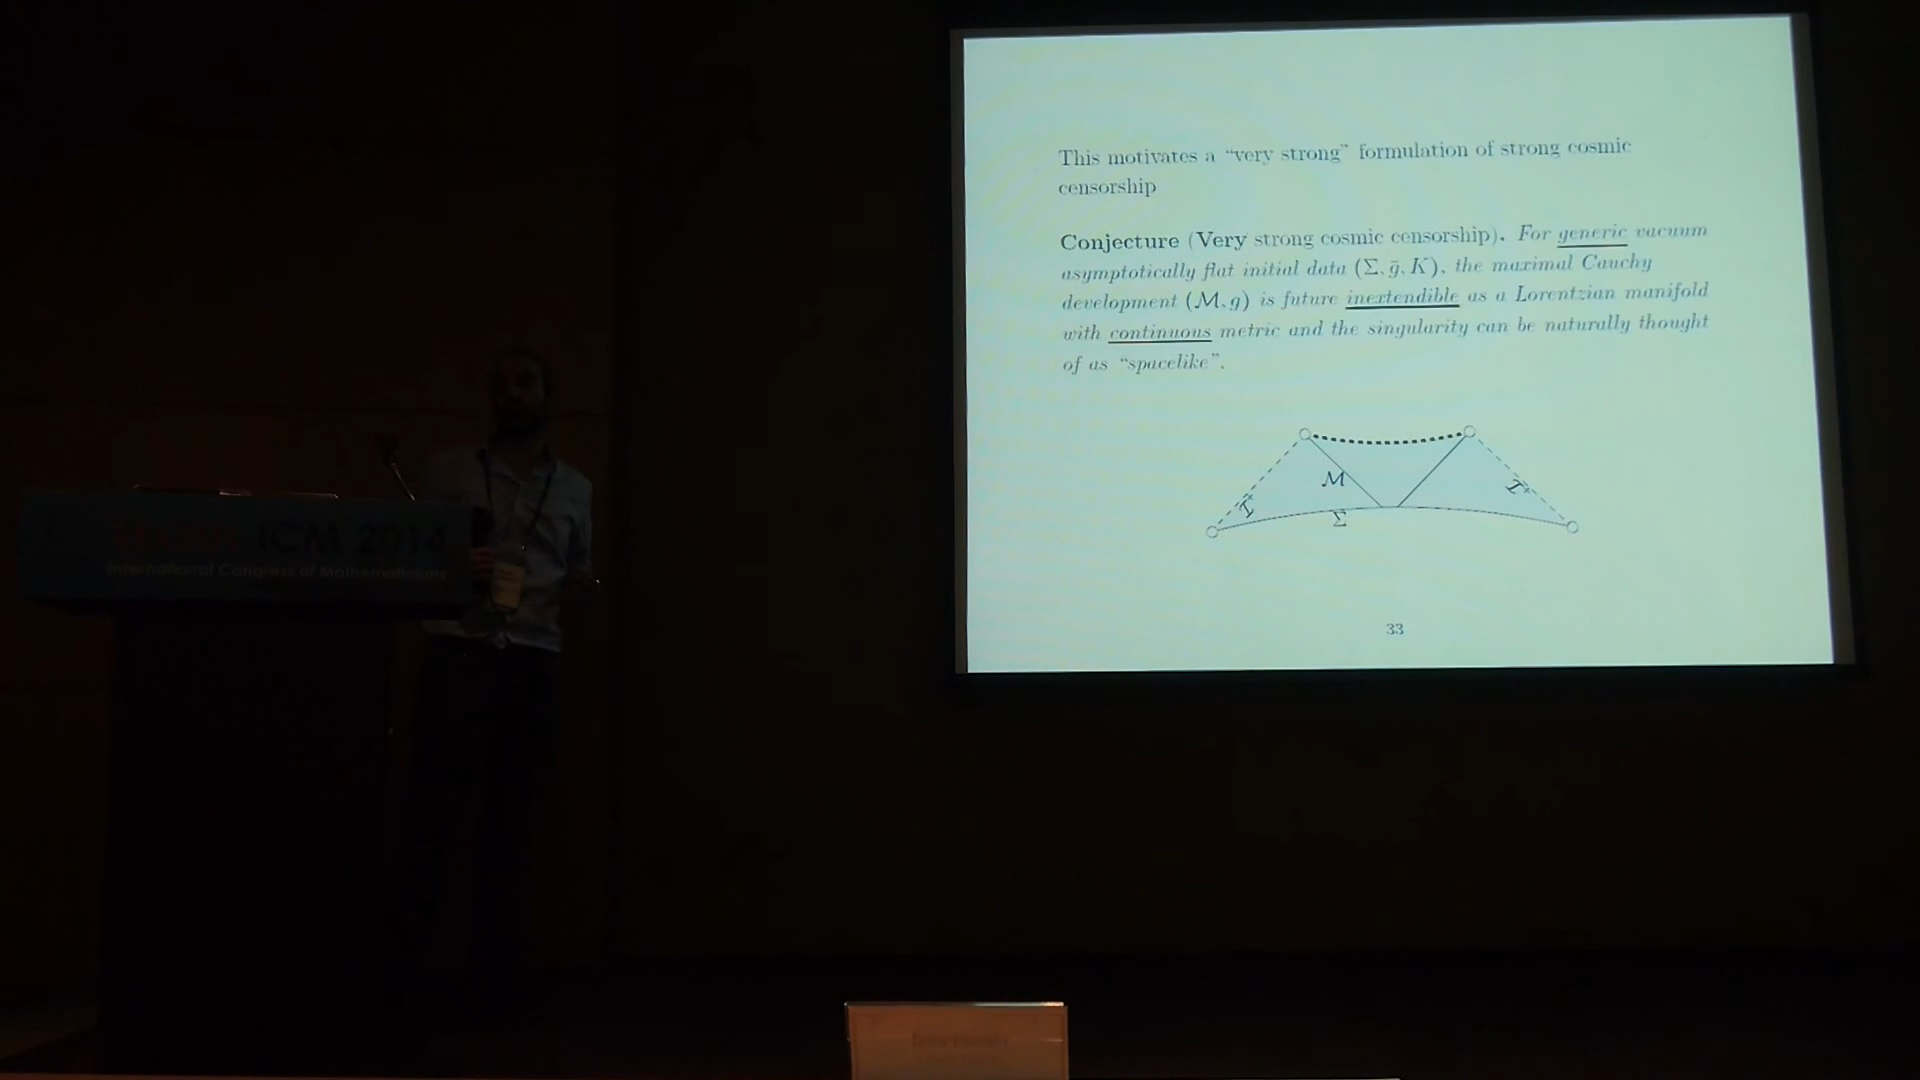 This motivates a “very strong” formulation of strong cosmic
censorship
Conjecture (Very strong cosmic censorship). For generic vacuum
asymptotically flat initial data (Σ, ḡ, K), the maximal Cauchy
development (ℳ, g) is future inextendible as a Lorentzian manifold
with continuous metric and the singularity can be naturally thought
of as “spacelike”.
ℳ
ℐ⁺
ℐ⁺
Σ
33
ICM 2014
International Congress of Mathematicians